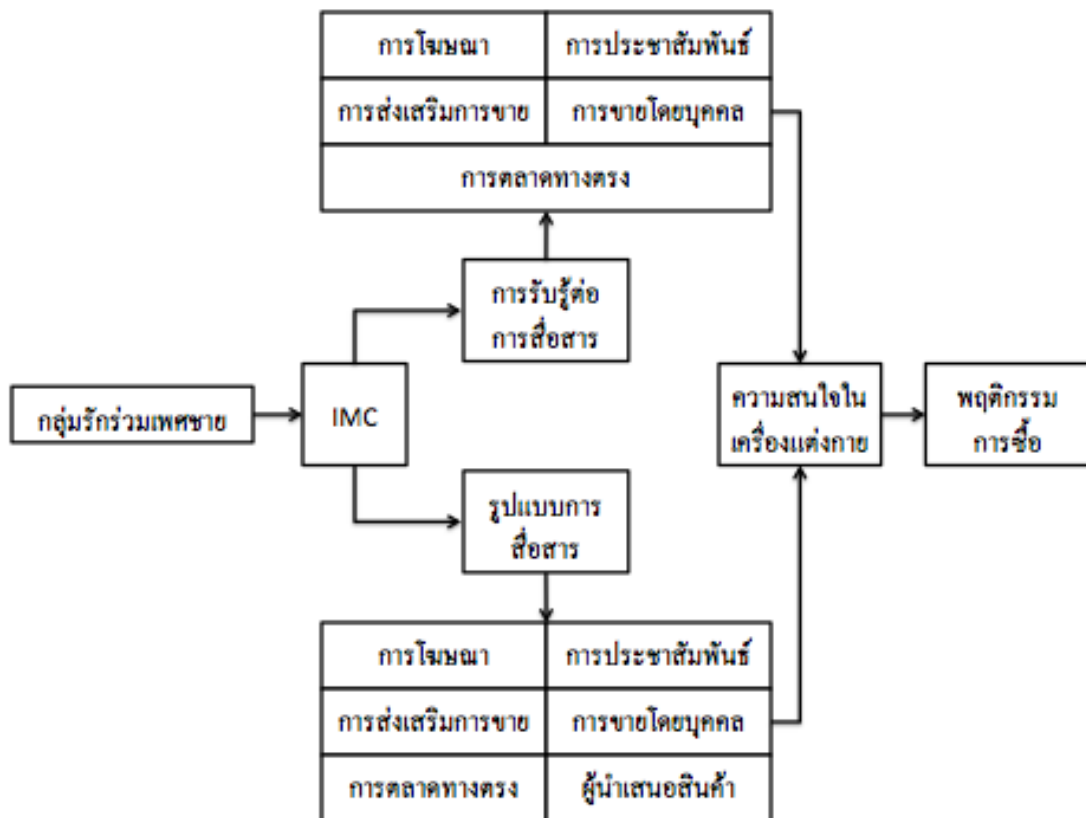 การโฆษณา
การประชาสัมพันธ์
การส่งเสริมการขาย
การขายโดยบุคคล
การตลาดทางตรง
การรับรู้ต่อ
การสื่อสาร
กลุ่มรักร่วมเพศชาย
IMC
ความสนใจใน
เครื่องแต่งกาย
พฤติกรรม
การซื้อ
รูปแบบการ
สื่อสาร
การโฆษณา
การประชาสัมพันธ์
การส่งเสริมการขาย
การขายโดยบุคคล
การตลาดทางตรง
ผู้นำเสนอสินค้า